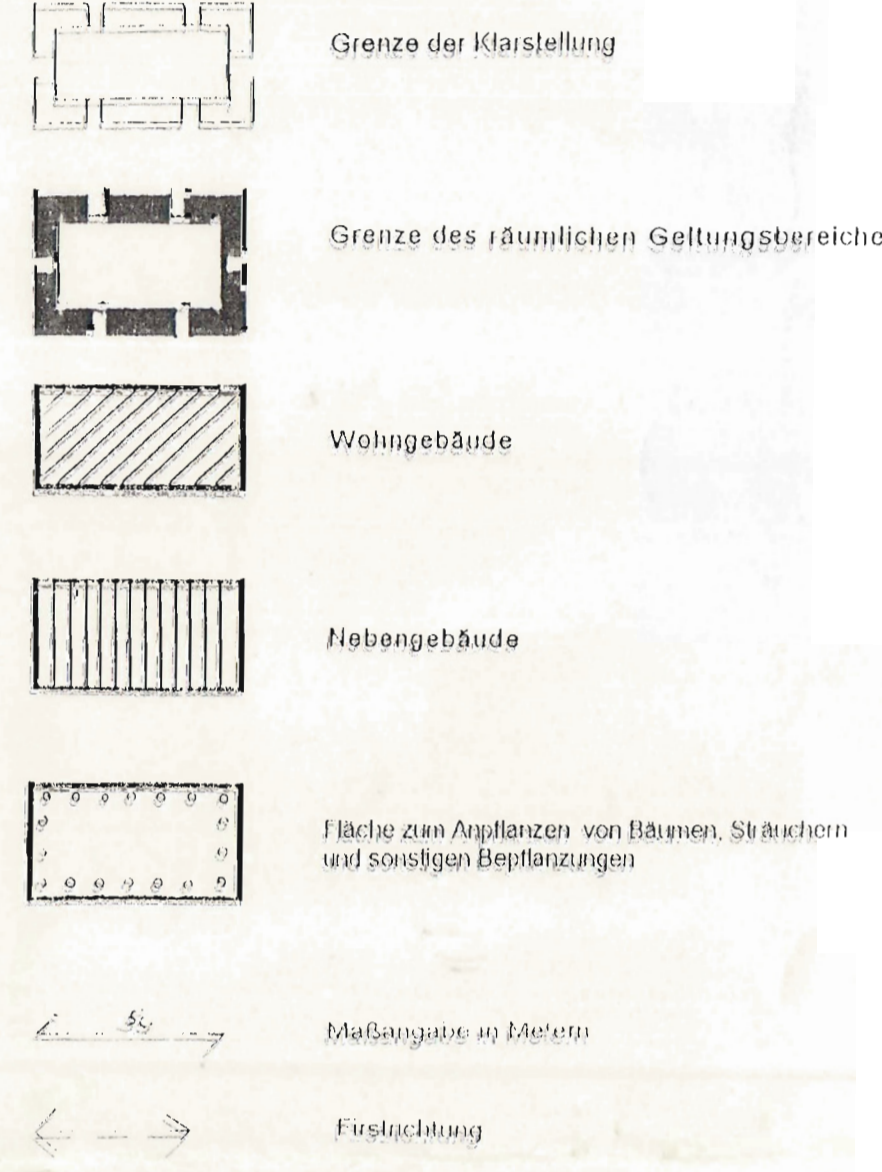 Grenze der Klarstellung
Grenze des räumlichen Geltungsbereiche
Wohngebäude
Nebengebäude
Fläche zum Anpflanzen von Bäumen, Sträuchern
und sonstigen Bepflanzungen
Maßangabe in Metern
Firstrichtung